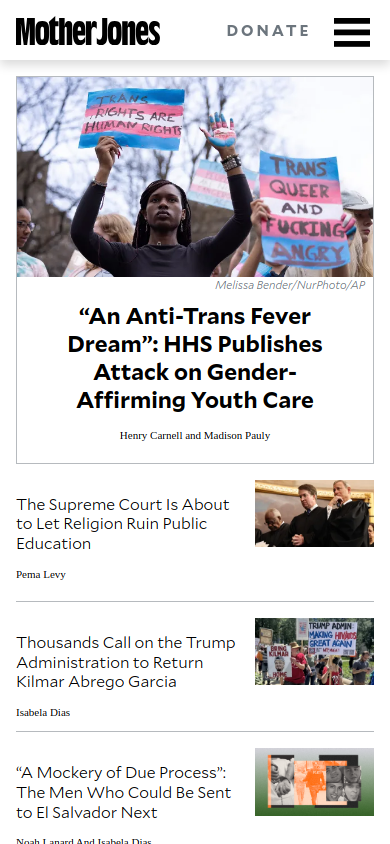 Mother Jones
DONATE
TRANS
RIGHTS ARE
HUMAN RIGHTS
TRANS
QUEER
AND
FUCKING
ANGRY
Melissa Bender/NurPhoto/AP
“An Anti-Trans Fever
Dream”: HHS Publishes
Attack on Gender-
Affirming Youth Care
Henry Carnell and Madison Pauly
The Supreme Court Is About
to Let Religion Ruin Public
Education
Pema Levy
TRUMP ADMIN
MAKING
GREAT AGAIN
BRING
KILMAR
HOME
Thousands Call on the Trump
Administration to Return
Kilmar Abrego Garcia
Isabela Dias
“A Mockery of Due Process”:
The Men Who Could Be Sent
to El Salvador Next
Noah Lanard And Isabela Dias